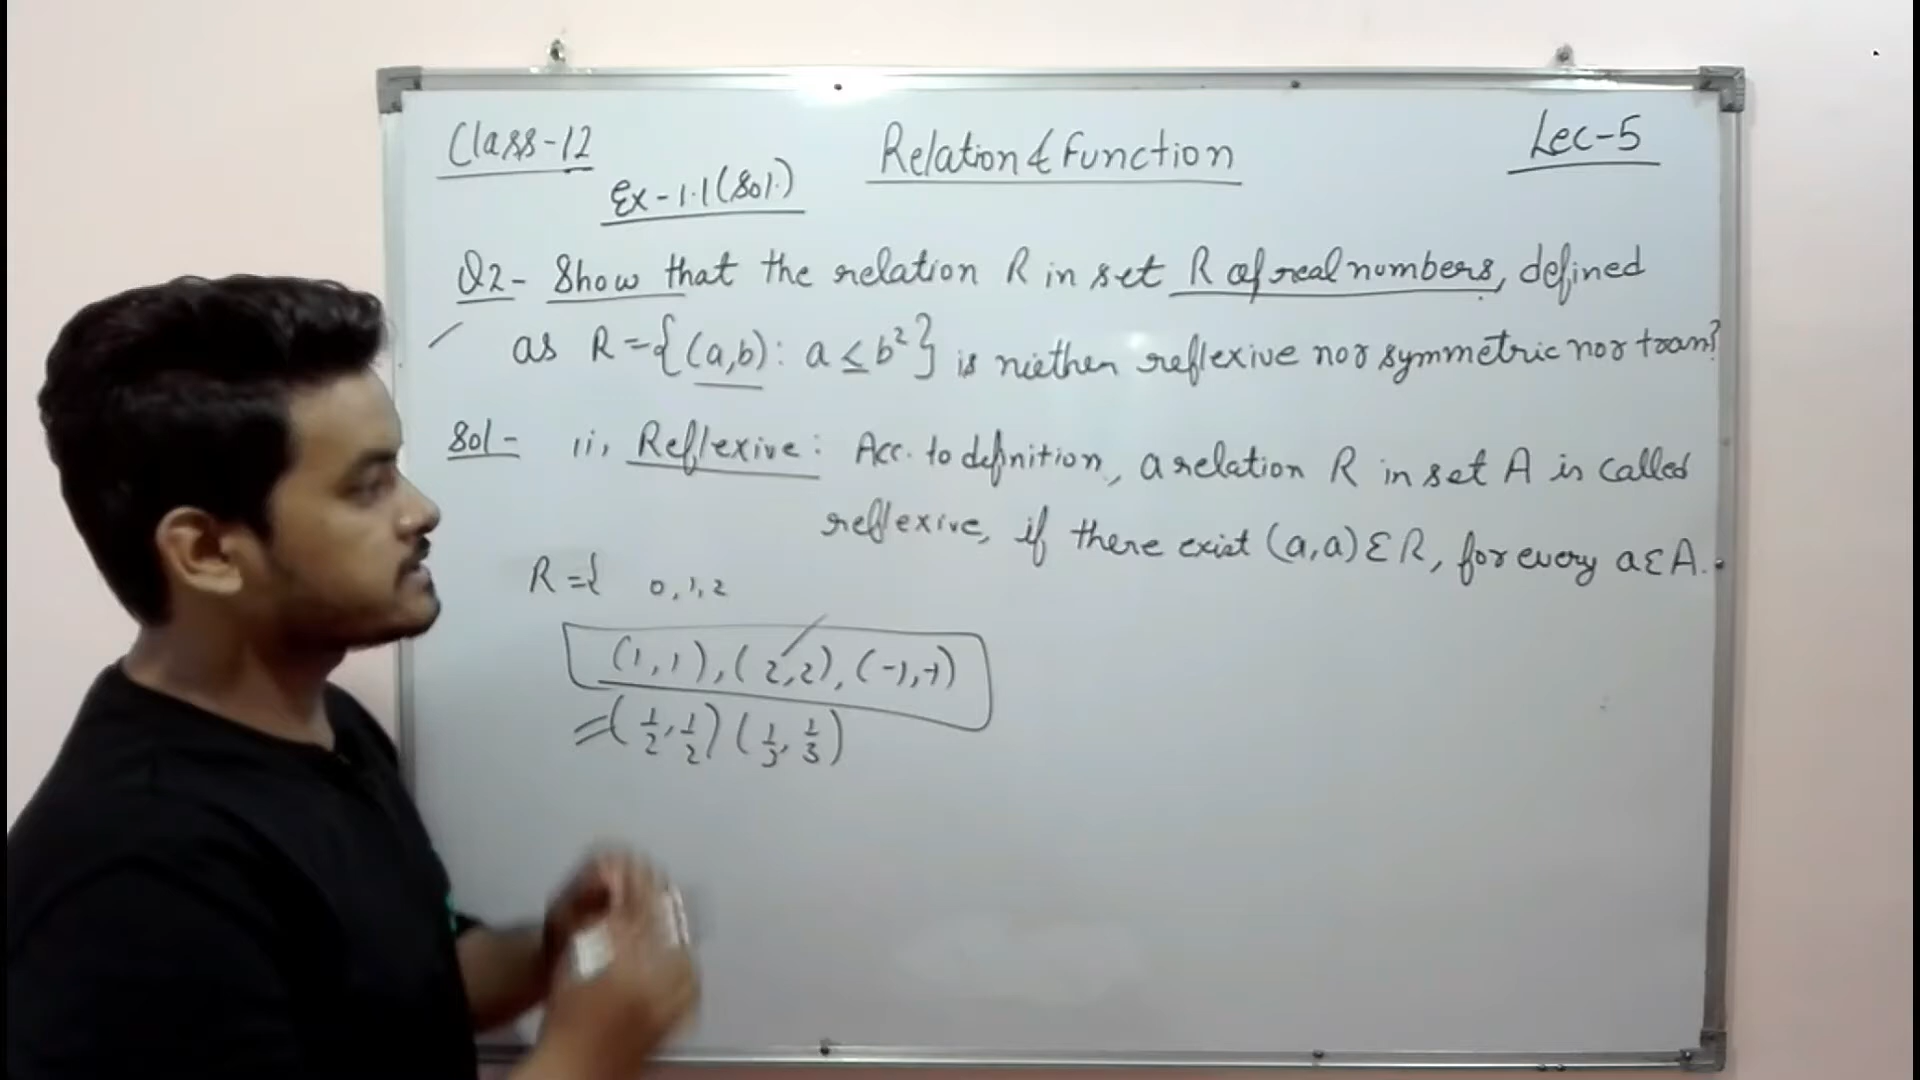 Class-12
Relation & Function
Lec-5
Ex-1.1(Sol.)
Q2- Show that the relation R in set R of real numbers, defined
as R={(a,b): a≤b²} is niether reflexive nor symmetric nor tran?
Sol- ii, Reflexive: Acc. to definition, a relation R in set A is called
reflexive, if there exist (a,a)ƐR, for every aƐA.
R={ 0,1,2
(1,1),(2,2),(-1,-1)
=(1/2,1/2)(1/3,1/3)